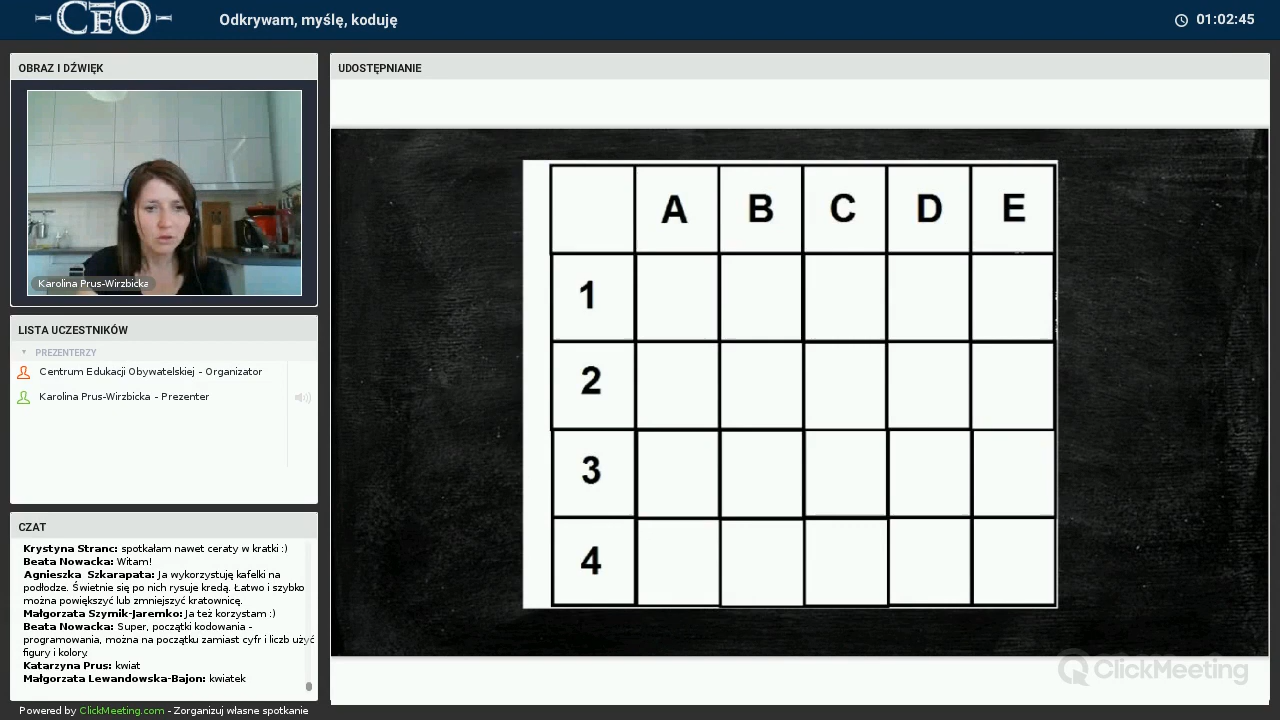 CEO
Odkrywam, myślę, koduję
01:02:45
OBRAZ I DŹWIĘK
Karolina Prus-Wirzbicka
LISTA UCZESTNIKÓW
PREZENTERZY
Centrum Edukacji Obywatelskiej - Organizator
Karolina Prus-Wirzbicka - Prezenter
CZAT
Krystyna Stranc: spotkałam nawet ceraty w kratki :)
Beata Nowacka: Witam!
Agnieszka Szkarapata: Ja wykorzystuję kafelki na
podłodze. Świetnie się po nich rysuje kredą. Łatwo i szybko
można powiększyć lub zmniejszyć kratownicę.
Małgorzata Szymik-Jaremko: Ja też korzystam :)
Beata Nowacka: Super, początki kodowania -
programowania, można na początku zamiast cyfr i liczb użyć
figury i kolory.
Katarzyna Prus: kwiat
Małgorzata Lewandowska-Bajon: kwiatek
Powered by ClickMeeting.com - Zorganizuj własne spotkanie
UDOSTĘPNIANIE
A B C D E
1
2
3
4
ClickMeeting